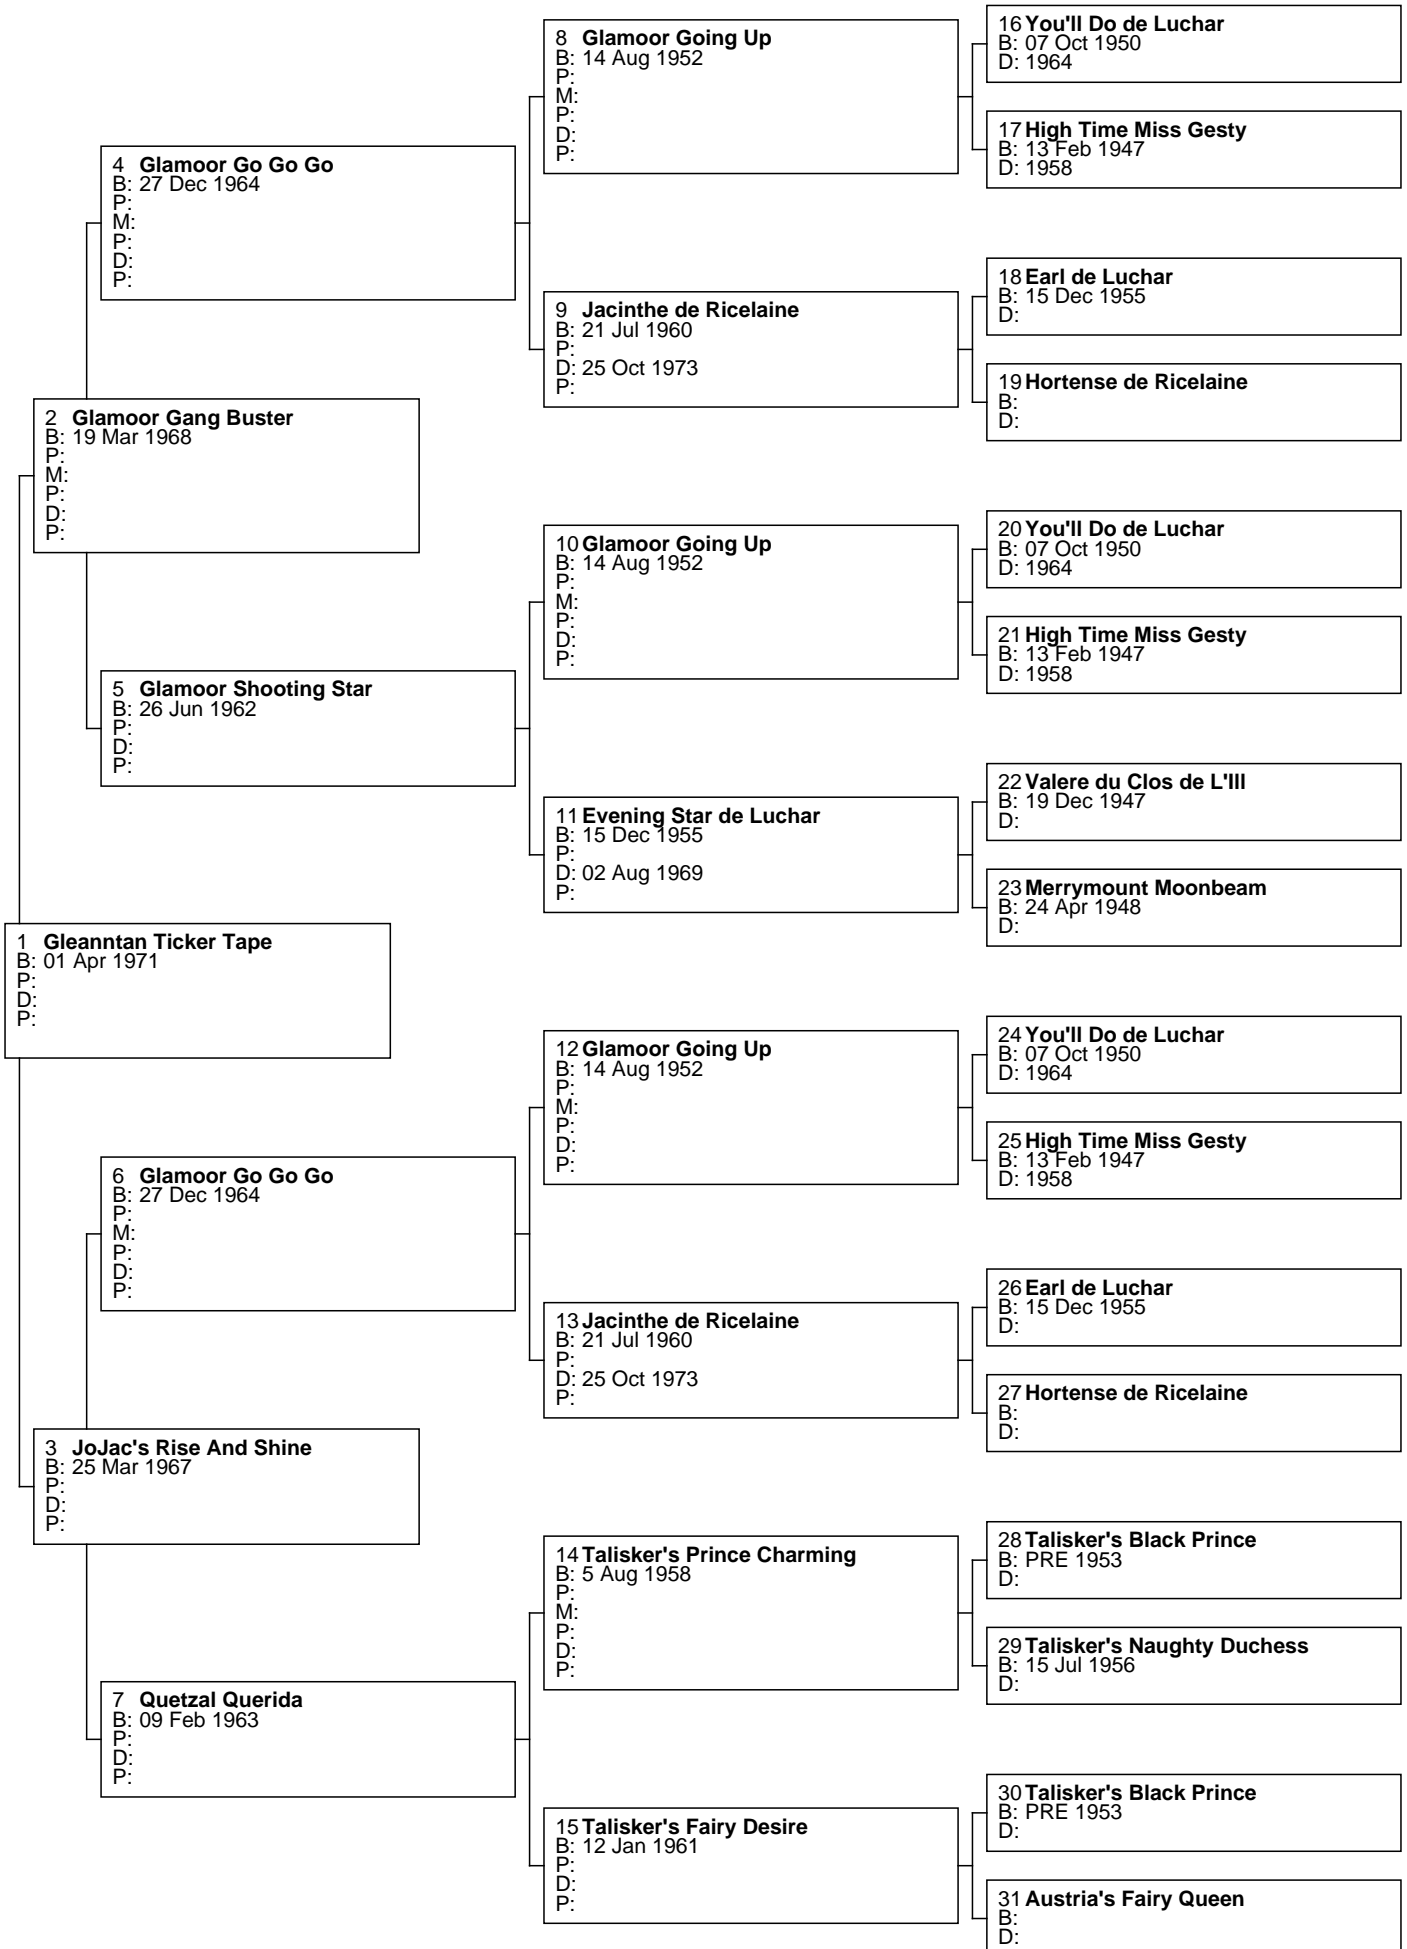 8 Glamoor Going Up
B: 14 Aug 1952
P:
M:
P:
D:
P:
16 You'll Do de Luchar
B: 07 Oct 1950
D: 1964
17 High Time Miss Gesty
B: 13 Feb 1947
D: 1958
4 Glamoor Go Go Go
B: 27 Dec 1964
P:
M:
P:
D:
P:
9 Jacinthe de Ricelaine
B: 21 Jul 1960
P:
D: 25 Oct 1973
P:
18 Earl de Luchar
B: 15 Dec 1955
D:
19 Hortense de Ricelaine
B:
D:
2 Glamoor Gang Buster
B: 19 Mar 1968
P:
M:
P:
D:
P:
10 Glamoor Going Up
B: 14 Aug 1952
P:
M:
P:
D:
P:
20 You'll Do de Luchar
B: 07 Oct 1950
D: 1964
21 High Time Miss Gesty
B: 13 Feb 1947
D: 1958
5 Glamoor Shooting Star
B: 26 Jun 1962
P:
D:
P:
11 Evening Star de Luchar
B: 15 Dec 1955
P:
D: 02 Aug 1969
P:
22 Valere du Clos de L'Ill
B: 19 Dec 1947
D:
23 Merrymount Moonbeam
B: 24 Apr 1948
D:
1 Gleanntan Ticker Tape
B: 01 Apr 1971
P:
D:
P:
12 Glamoor Going Up
B: 14 Aug 1952
P:
M:
P:
D:
P:
24 You'll Do de Luchar
B: 07 Oct 1950
D: 1964
25 High Time Miss Gesty
B: 13 Feb 1947
D: 1958
6 Glamoor Go Go Go
B: 27 Dec 1964
P:
M:
P:
D:
P:
13 Jacinthe de Ricelaine
B: 21 Jul 1960
P:
D: 25 Oct 1973
P:
26 Earl de Luchar
B: 15 Dec 1955
D:
27 Hortense de Ricelaine
B:
D:
3 JoJac's Rise And Shine
B: 25 Mar 1967
P:
D:
P:
14 Talisker's Prince Charming
B: 5 Aug 1958
P:
M:
P:
D:
P:
28 Talisker's Black Prince
B: PRE 1953
D:
29 Talisker's Naughty Duchess
B: 15 Jul 1956
D:
7 Quetzal Querida
B: 09 Feb 1963
P:
D:
P:
15 Talisker's Fairy Desire
B: 12 Jan 1961
P:
D:
P:
30 Talisker's Black Prince
B: PRE 1953
D:
31 Austria's Fairy Queen
B:
D: